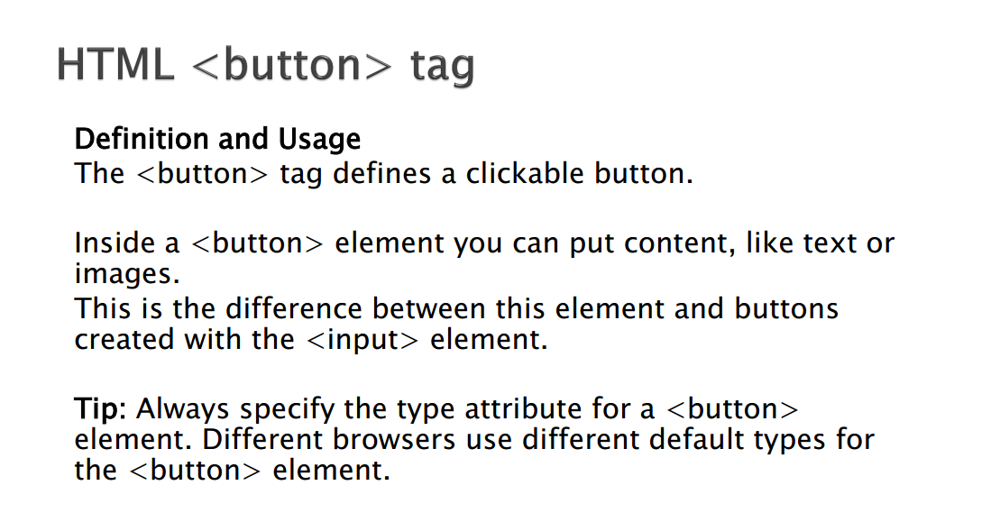 HTML <button> tag
Definition and Usage
The <button> tag defines a clickable button.
Inside a <button> element you can put content, like text or
images.
This is the difference between this element and buttons
created with the <input> element.
Tip: Always specify the type attribute for a <button>
element. Different browsers use different default types for
the <button> element.